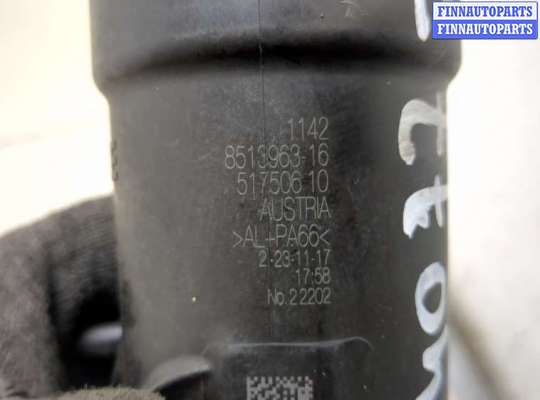 FINNAUTOPARTS
FINNAUTOPARTS
1142
8513963-16
517506 10
AUSTRIA
>AL+PA66<
2-23-11-17
17:58
No.22202